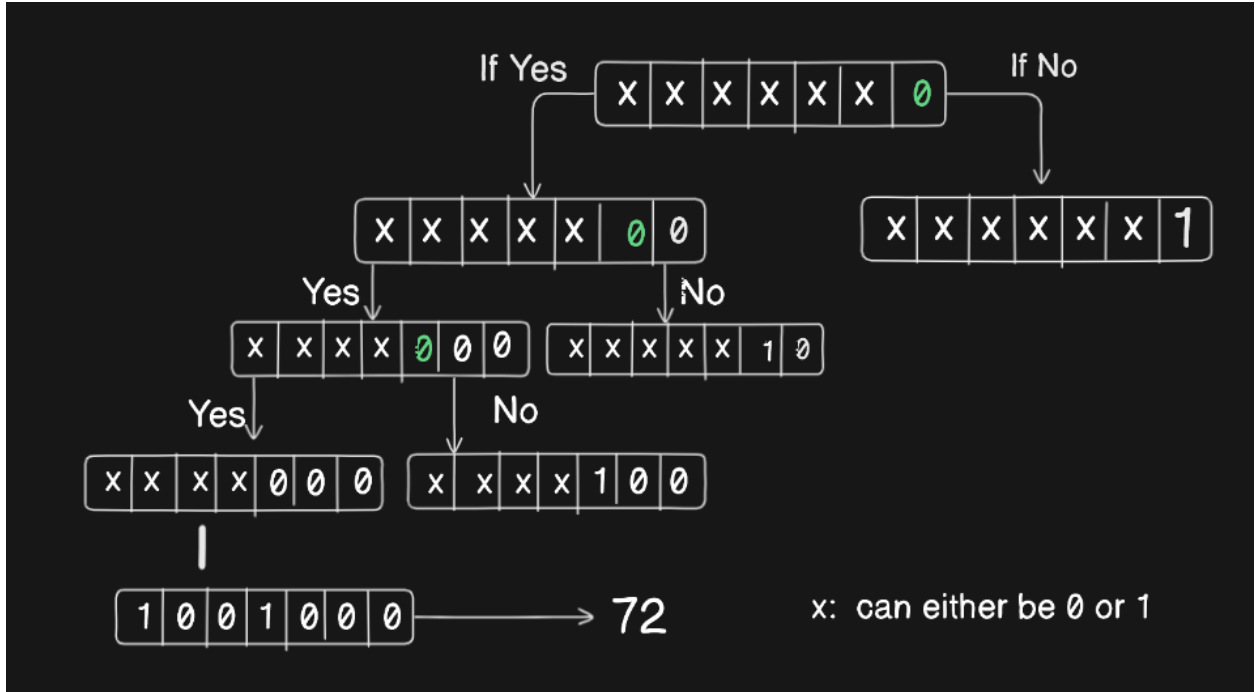 If Yes
x x x x x x 0
If No
x x x x x 0 0
x x x x x x 1
Yes
No
x x x x 0 0 0
x x x x x 1 0
Yes
No
x x x x 0 0 0
x x x x 1 0 0
1 0 0 1 0 0 0
72
x: can either be 0 or 1